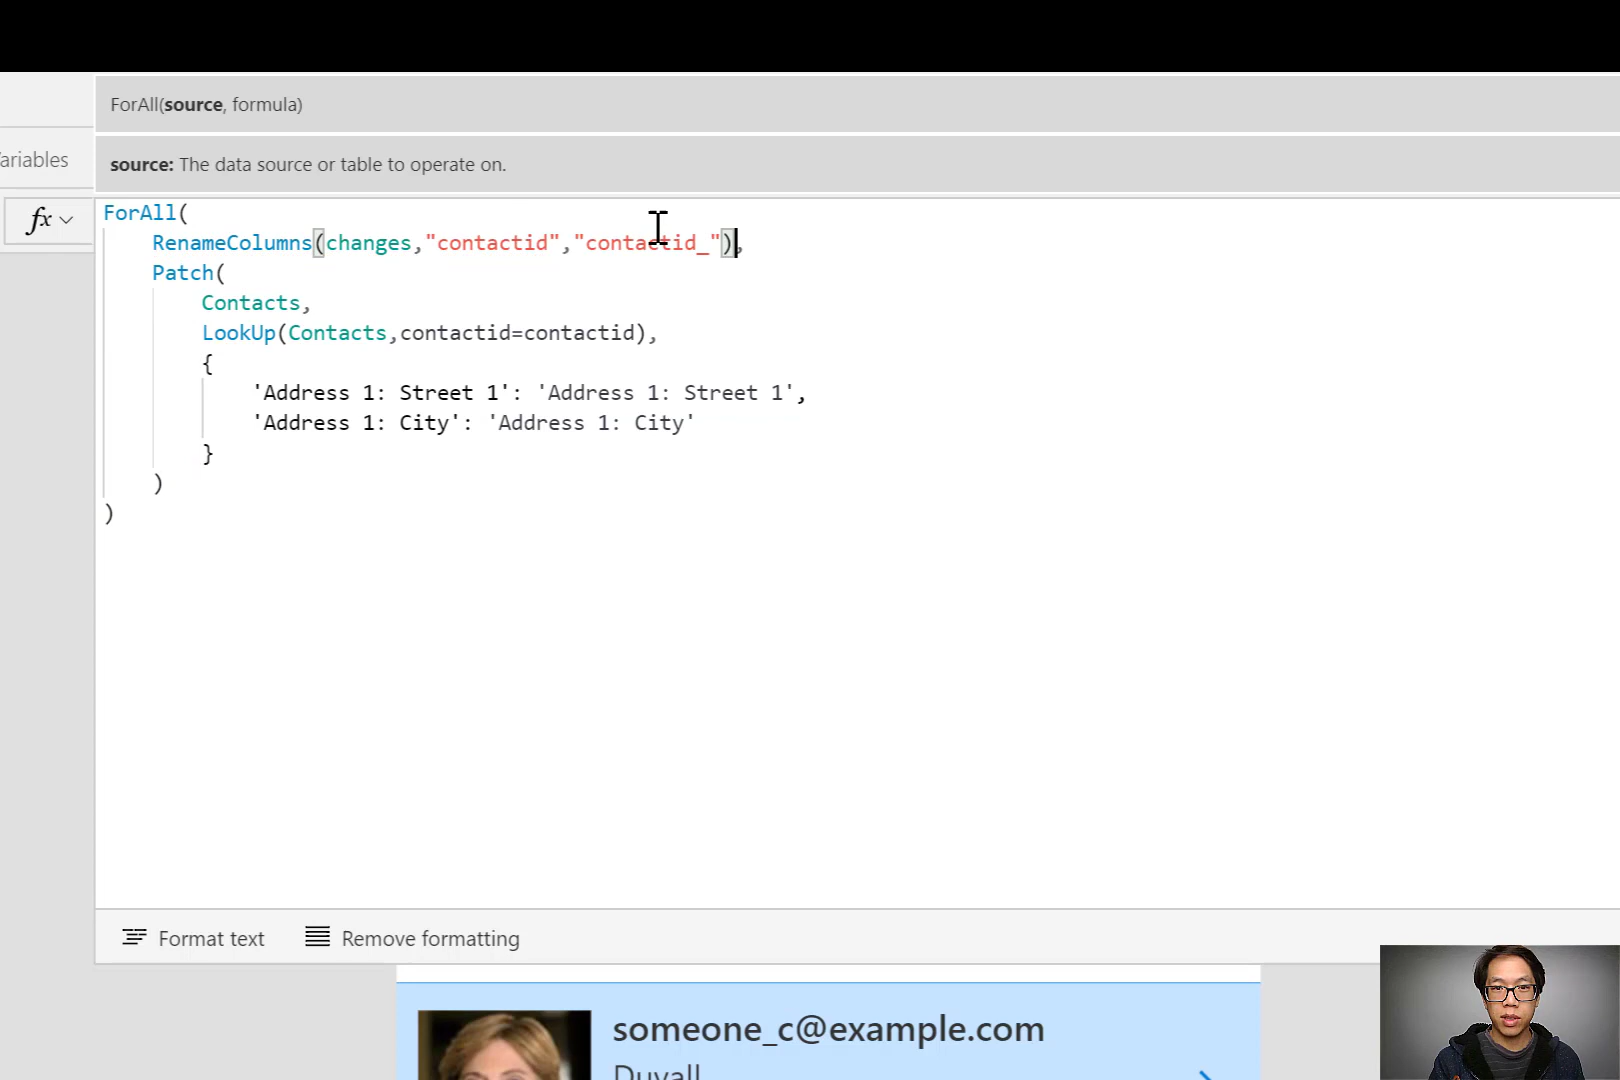 ForAll(source, formula)
ariables
source: The data source or table to operate on.
fx
ForAll(
RenameColumns(changes,"contactid","contactid_"),
Patch(
Contacts,
LookUp(Contacts,contactid=contactid),
{
'Address 1: Street 1': 'Address 1: Street 1',
'Address 1: City': 'Address 1: City'
}
)
)
Format text
Remove formatting
someone_c@example.com
Duvall